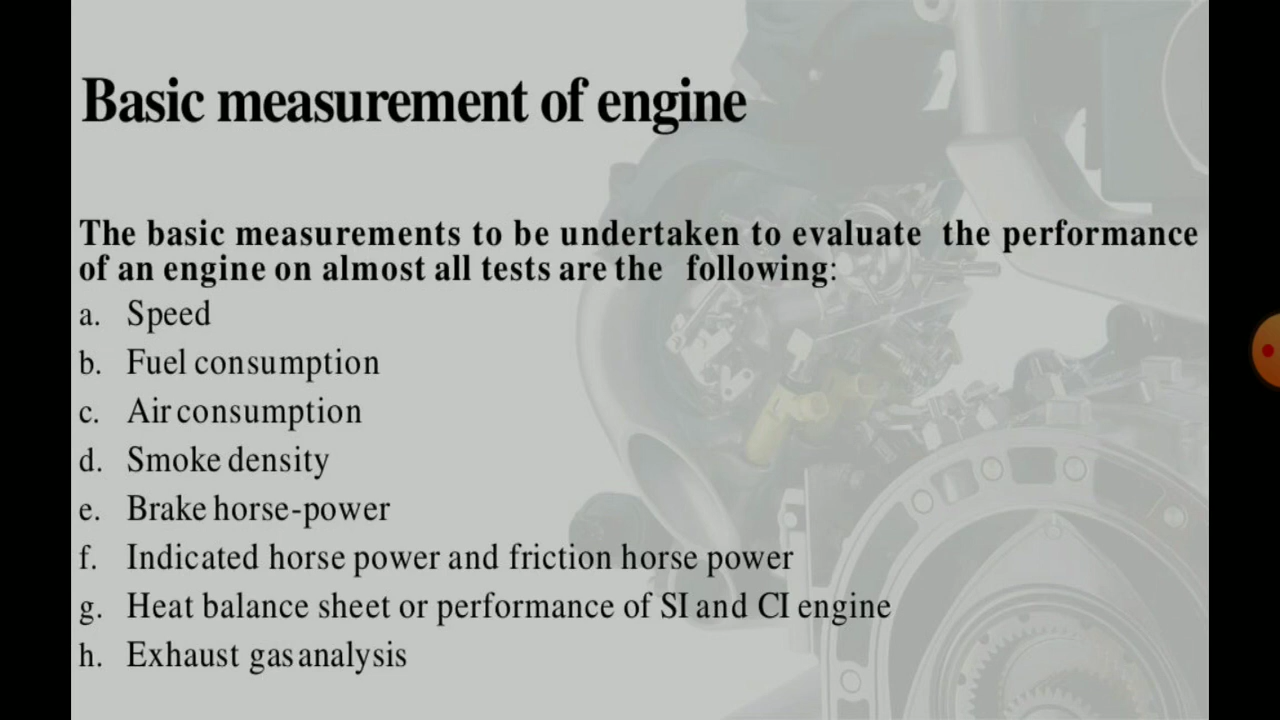 Basic measurement of engine
The basic measurements to be undertaken to evaluate the performance
of an engine on almost all tests are the following:
a. Speed
b. Fuel consumption
c. Air consumption
d. Smoke density
e. Brake horse-power
f. Indicated horse power and friction horse power
g. Heat balance sheet or performance of SI and CI engine
h. Exhaust gas analysis